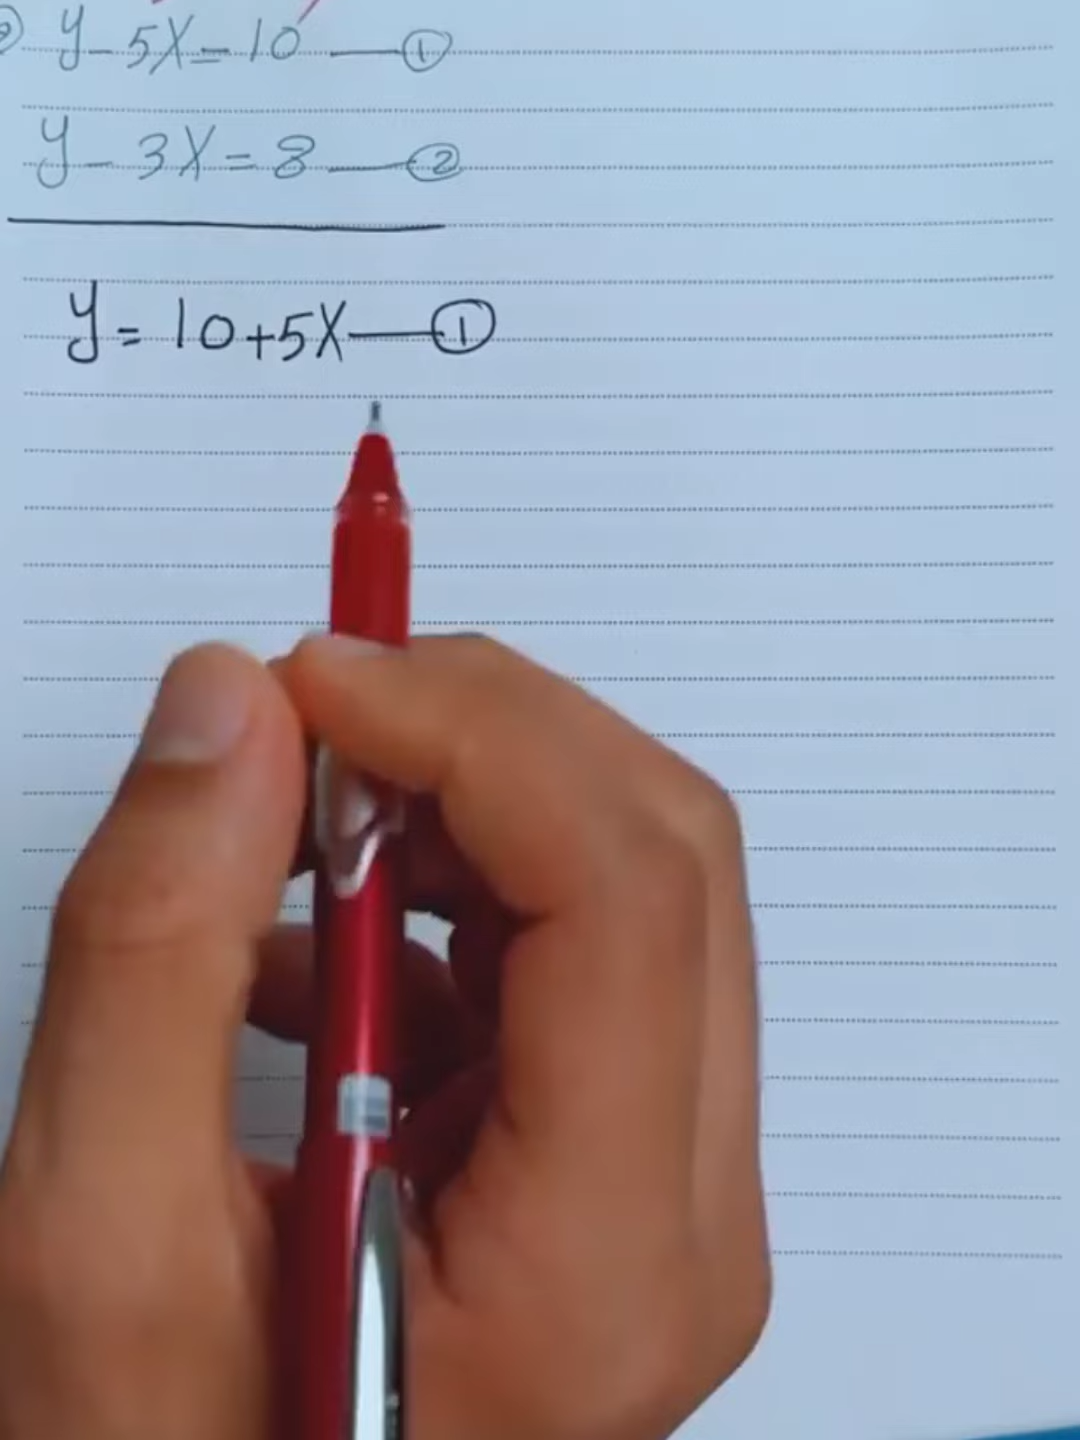 y - 5x = 10 — ①
y - 3x = 8 — ②
y = 10 + 5x — ①